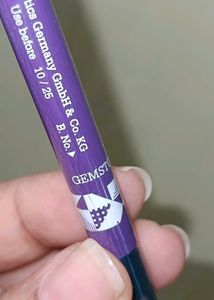 tics Germany GmbH & Co. KG
Use before 10/25
B. No.▶
GEMST